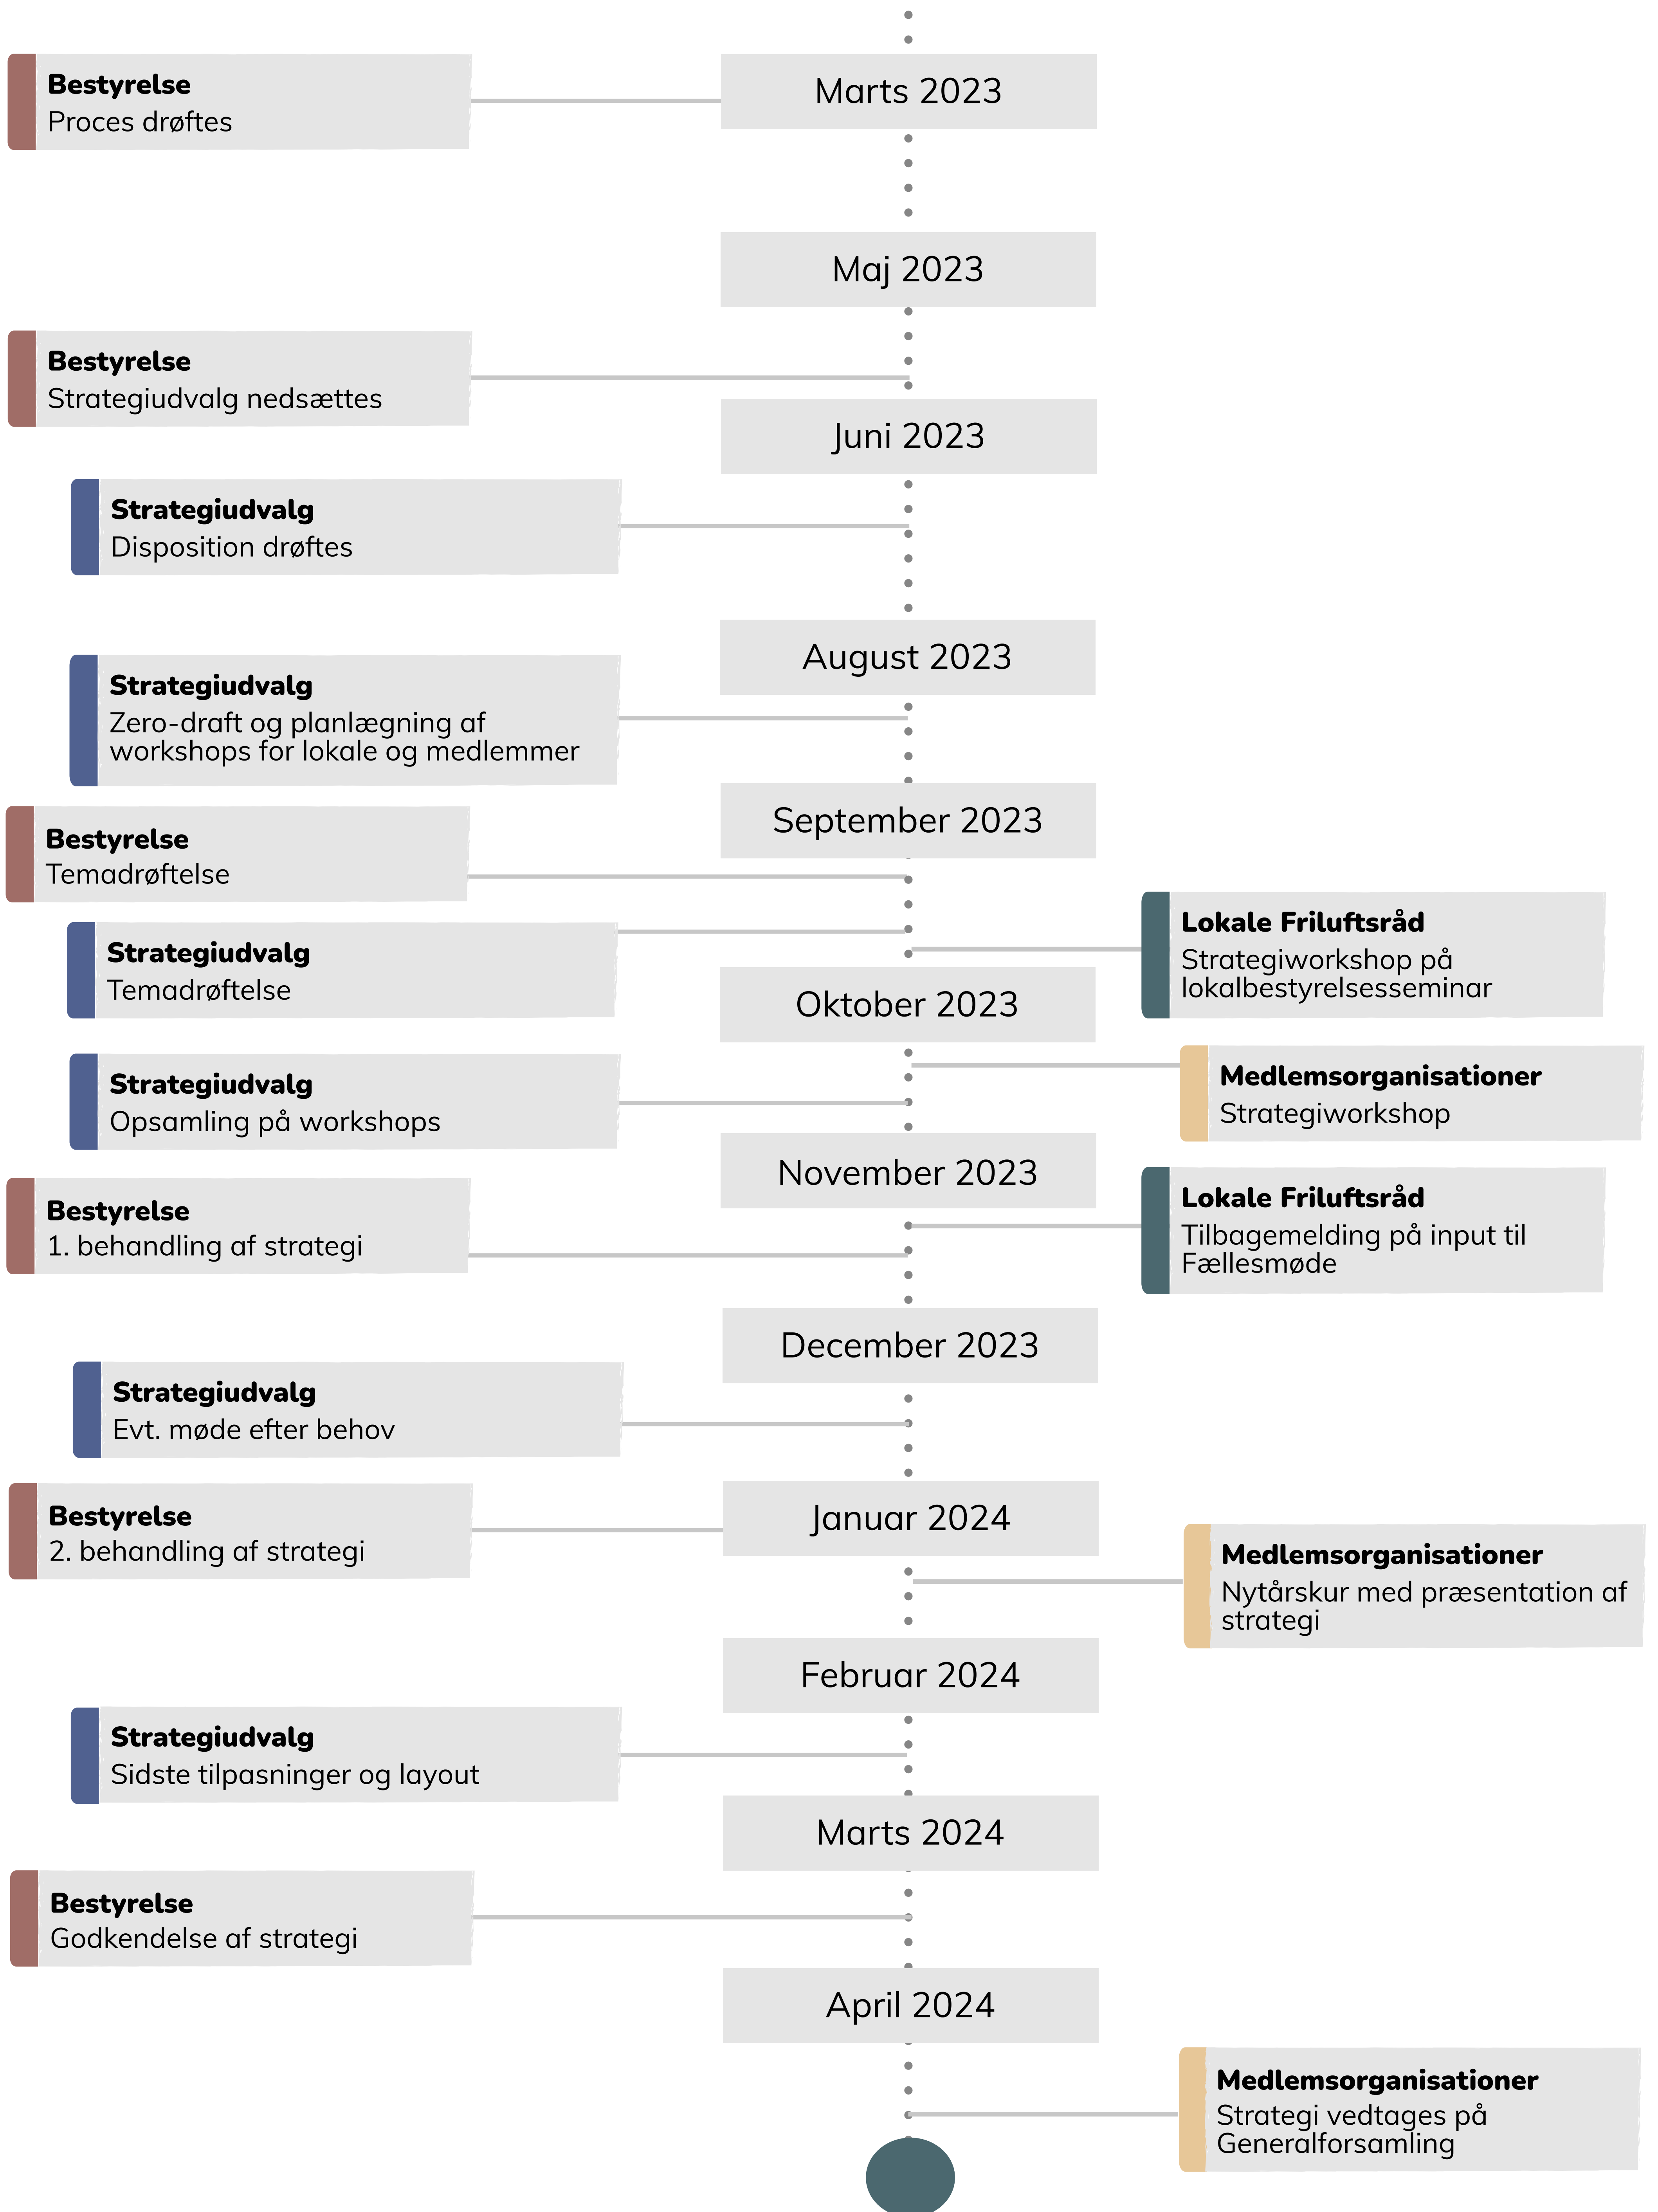 Marts 2023
Bestyrelse
Proces drøftes
Maj 2023
Bestyrelse
Strategiudvalg nedsættes
Juni 2023
Strategiudvalg
Disposition drøftes
August 2023
Strategiudvalg
Zero-draft og planlægning af
workshops for lokale og medlemmer
September 2023
Bestyrelse
Temadrøftelse
Strategiudvalg
Temadrøftelse
Lokale Friluftsråd
Strategiworkshop på
lokalbestyrelsesseminar
Oktober 2023
Medlemsorganisationer
Strategiworkshop
Strategiudvalg
Opsamling på workshops
November 2023
Lokale Friluftsråd
Tilbagemelding på input til
Fællesmøde
Bestyrelse
1. behandling af strategi
December 2023
Strategiudvalg
Evt. møde efter behov
Januar 2024
Bestyrelse
2. behandling af strategi
Medlemsorganisationer
Nytårskur med præsentation af
strategi
Februar 2024
Strategiudvalg
Sidste tilpasninger og layout
Marts 2024
Bestyrelse
Godkendelse af strategi
April 2024
Medlemsorganisationer
Strategi vedtages på
Generalforsamling